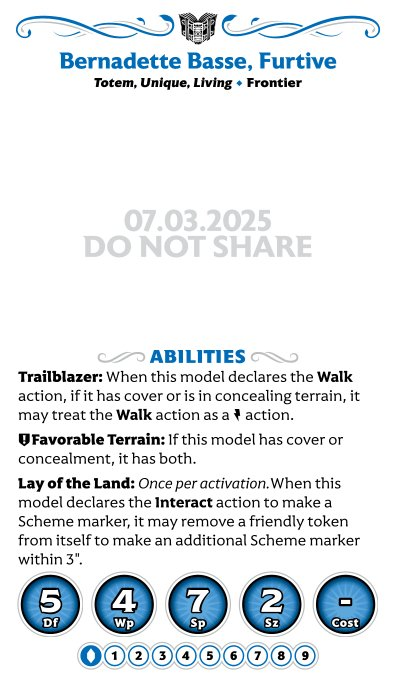 Bernadette Basse, Furtive
Totem, Unique, Living ⬩ Frontier
07.03.2025
DO NOT SHARE
ABILITIES
Trailblazer: When this model declares the Walk
action, if it has cover or is in concealing terrain, it
may treat the Walk action as a action.
Favorable Terrain: If this model has cover or
concealment, it has both.
Lay of the Land: Once per activation.When this
model declares the Interact action to make a
Scheme marker, it may remove a friendly token
from itself to make an additional Scheme marker
within 3".
5 4 7 2 -
Df Wp Sp Sz Cost
1 2 3 4 5 6 7 8 9